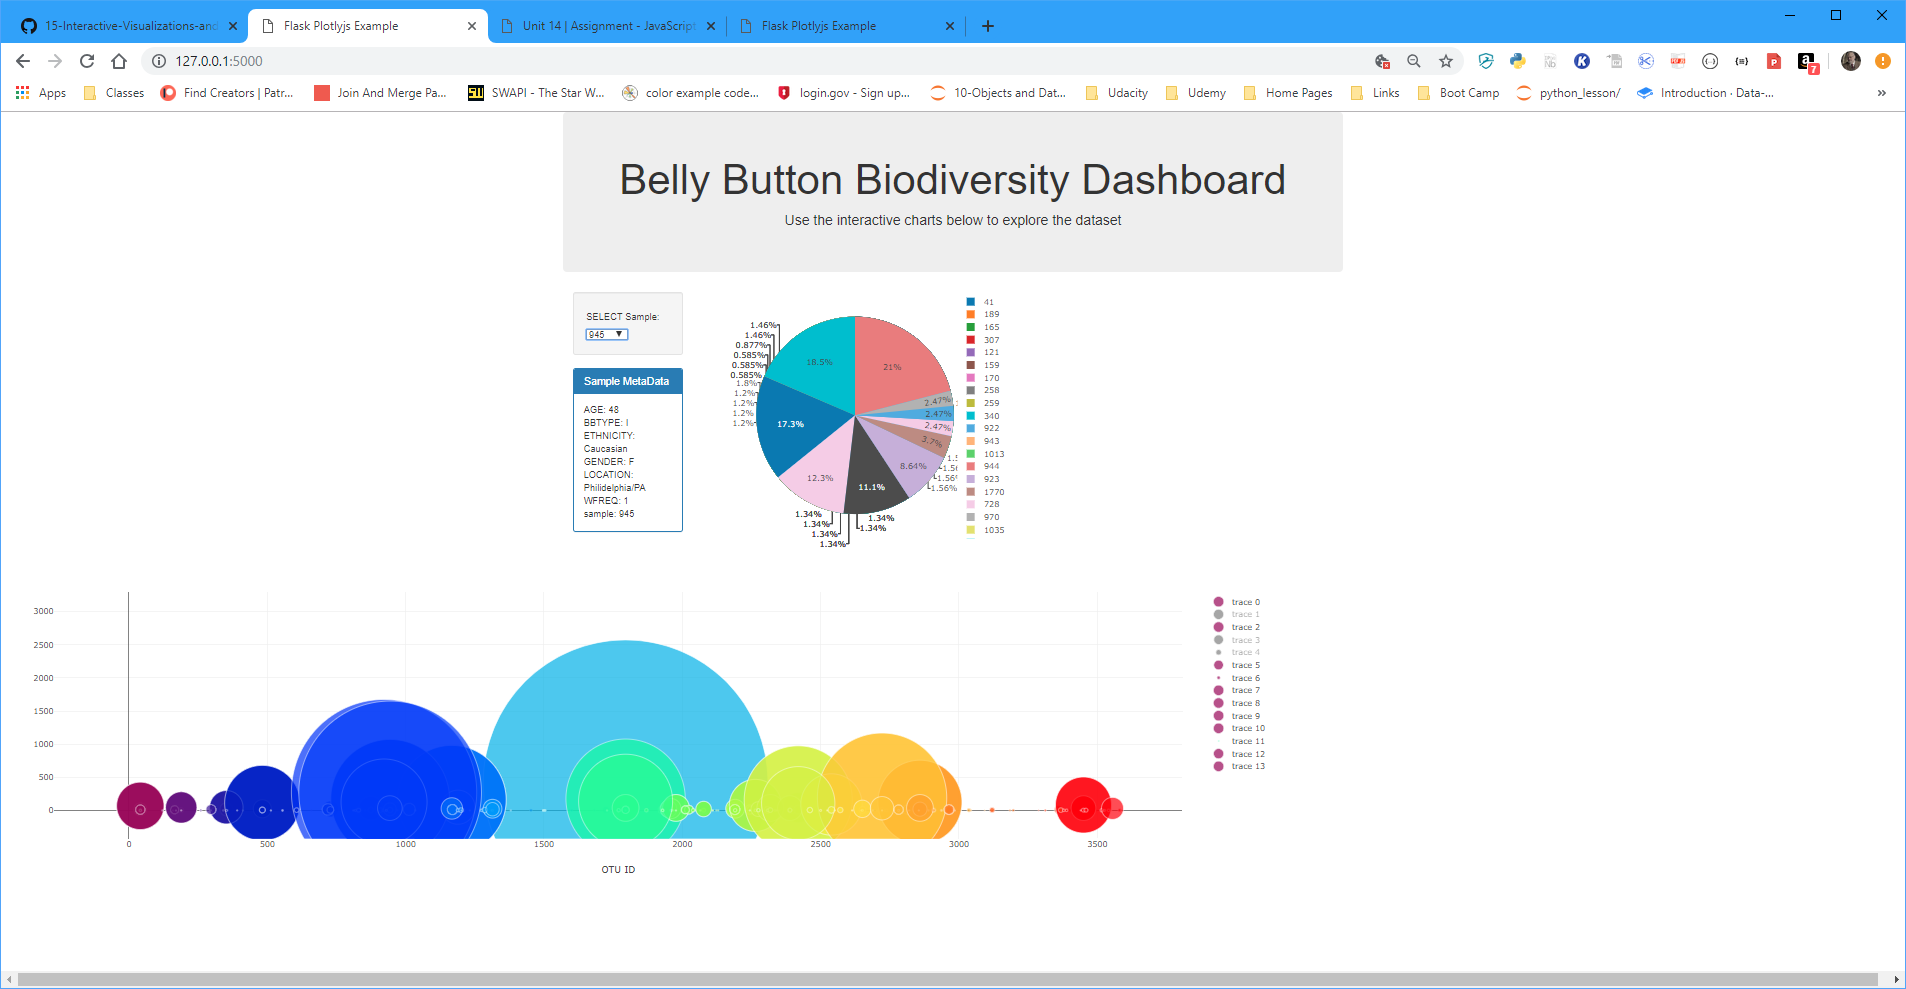 15-Interactive-Visualizations-and
Flask Plotlyjs Example
Unit 14 | Assignment - JavaScript
Flask Plotlyjs Example
127.0.0.1:5000
7
Apps
Classes
Find Creators | Patr...
Join And Merge Pa...
SWAPI - The Star W...
color example code...
login.gov - Sign up...
10-Objects and Dat...
Udacity
Udemy
Home Pages
Links
Boot Camp
python_lesson/
Introduction · Data-...
»
Belly Button Biodiversity Dashboard
Use the interactive charts below to explore the dataset
SELECT Sample:
945
Sample MetaData
AGE: 48
BBTYPE: I
ETHNICITY:
Caucasian
GENDER: F
LOCATION:
Philidelphia/PA
WFREQ: 1
sample: 945
1.46%
1.46%
0.877%
0.585%
0.585%
0.585%
1.8%
1.2%
1.2%
1.2%
1.2%
18.5%
21%
2.47%
2.47%
2.47%
3.7%
8.64%
11.1%
12.3%
17.3%
1.56%
1.34%
1.34%
1.34%
1.34%
1.34%
1.34%
41
189
165
307
121
159
170
258
259
340
922
943
1013
944
923
1770
728
970
1035
3000
2500
2000
1500
1000
500
0
0
500
1000
1500
2000
2500
3000
3500
OTU ID
trace 0
trace 1
trace 2
trace 3
trace 4
trace 5
trace 6
trace 7
trace 8
trace 9
trace 10
trace 11
trace 12
trace 13